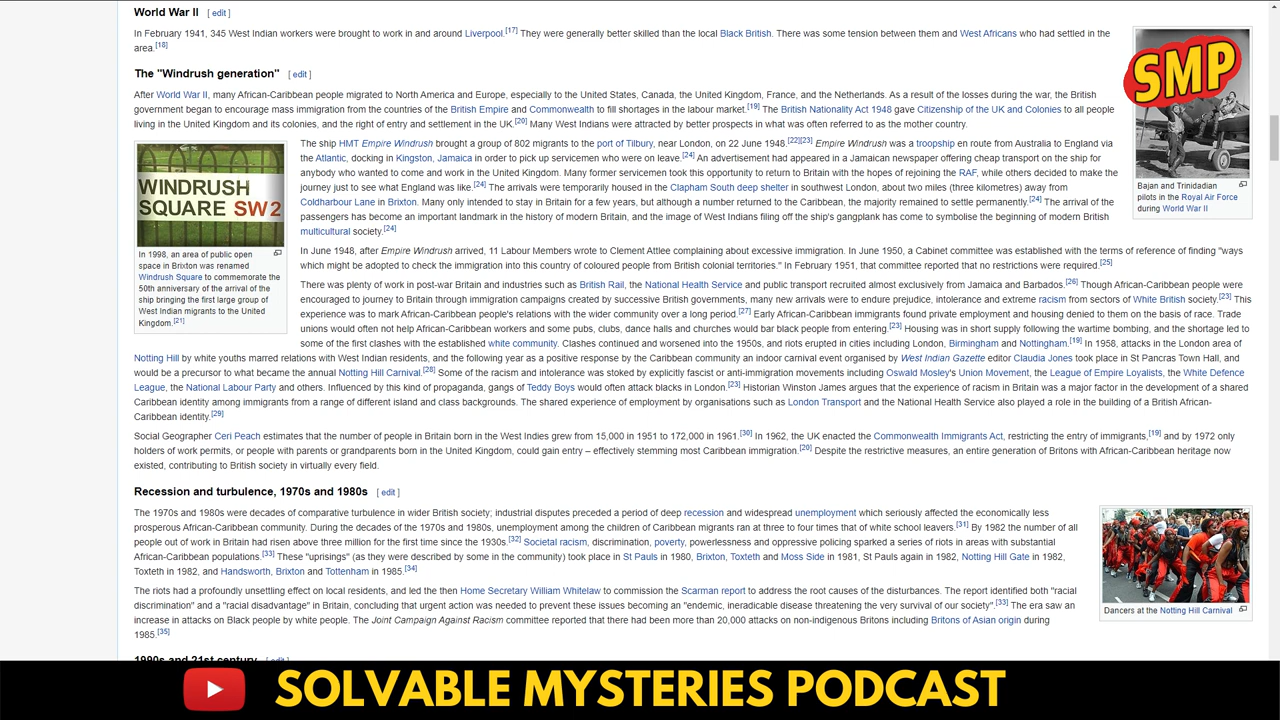 World War II [ edit ]
In February 1941, 345 West Indian workers were brought to work in and around Liverpool.[17] They were generally better skilled than the local Black British. There was some tension between them and West Africans who had settled in the
area.[18]
SMP
Bajan and Trinidadian
pilots in the Royal Air Force
during World War II
The "Windrush generation" [ edit ]
After World War II, many African-Caribbean people migrated to North America and Europe, especially to the United States, Canada, the United Kingdom, France, and the Netherlands. As a result of the losses during the war, the British
government began to encourage mass immigration from the countries of the British Empire and Commonwealth to fill shortages in the labour market.[19] The British Nationality Act 1948 gave Citizenship of the UK and Colonies to all people
living in the United Kingdom and its colonies, and the right of entry and settlement in the UK.[20] Many West Indians were attracted by better prospects in what was often referred to as the mother country.
WINDRUSH
SQUARE SW2
In 1998, an area of public open
space in Brixton was renamed
Windrush Square to commemorate the
50th anniversary of the arrival of the
ship bringing the first large group of
West Indian migrants to the United
Kingdom.[21]
The ship HMT Empire Windrush brought a group of 802 migrants to the port of Tilbury, near London, on 22 June 1948.[22][23] Empire Windrush was a troopship en route from Australia to England via
the Atlantic, docking in Kingston, Jamaica in order to pick up servicemen who were on leave.[24] An advertisement had appeared in a Jamaican newspaper offering cheap transport on the ship for
anybody who wanted to come and work in the United Kingdom. Many former servicemen took this opportunity to return to Britain with the hopes of rejoining the RAF, while others decided to make the
journey just to see what England was like.[24] The arrivals were temporarily housed in the Clapham South deep shelter in southwest London, about two miles (three kilometres) away from
Coldharbour Lane in Brixton. Many only intended to stay in Britain for a few years, but although a number returned to the Caribbean, the majority remained to settle permanently.[24] The arrival of the
passengers has become an important landmark in the history of modern Britain, and the image of West Indians filing off the ship's gangplank has come to symbolise the beginning of modern British
multicultural society.[24]
In June 1948, after Empire Windrush arrived, 11 Labour Members wrote to Clement Attlee complaining about excessive immigration. In June 1950, a Cabinet committee was established with the terms of reference of finding "ways
which might be adopted to check the immigration into this country of coloured people from British colonial territories." In February 1951, that committee reported that no restrictions were required.[25]
There was plenty of work in post-war Britain and industries such as British Rail, the National Health Service and public transport recruited almost exclusively from Jamaica and Barbados.[26] Though African-Caribbean people were
encouraged to journey to Britain through immigration campaigns created by successive British governments, many new arrivals were to endure prejudice, intolerance and extreme racism from sectors of White British society.[23] This
experience was to mark African-Caribbean people's relations with the wider community over a long period.[27] Early African-Caribbean immigrants found private employment and housing denied to them on the basis of race. Trade
unions would often not help African-Caribbean workers and some pubs, clubs, dance halls and churches would bar black people from entering.[23] Housing was in short supply following the wartime bombing, and the shortage led to
some of the first clashes with the established white community. Clashes continued and worsened into the 1950s, and riots erupted in cities including London, Birmingham and Nottingham.[19] In 1958, attacks in the London area of
Notting Hill by white youths marred relations with West Indian residents, and the following year as a positive response by the Caribbean community an indoor carnival event organised by West Indian Gazette editor Claudia Jones took place in St Pancras Town Hall, and
would be a precursor to what became the annual Notting Hill Carnival.[28] Some of the racism and intolerance was stoked by explicitly fascist or anti-immigration movements including Oswald Mosley's Union Movement, the League of Empire Loyalists, the White Defence
League, the National Labour Party and others. Influenced by this kind of propaganda, gangs of Teddy Boys would often attack blacks in London.[23] Historian Winston James argues that the experience of racism in Britain was a major factor in the development of a shared
Caribbean identity among immigrants from a range of different island and class backgrounds. The shared experience of employment by organisations such as London Transport and the National Health Service also played a role in the building of a British African-
Caribbean identity.[29]
Social Geographer Ceri Peach estimates that the number of people in Britain born in the West Indies grew from 15,000 in 1951 to 172,000 in 1961.[30] In 1962, the UK enacted the Commonwealth Immigrants Act, restricting the entry of immigrants,[19] and by 1972 only
holders of work permits, or people with parents or grandparents born in the United Kingdom, could gain entry – effectively stemming most Caribbean immigration.[20] Despite the restrictive measures, an entire generation of Britons with African-Caribbean heritage now
existed, contributing to British society in virtually every field.
Recession and turbulence, 1970s and 1980s [ edit ]
The 1970s and 1980s were decades of comparative turbulence in wider British society; industrial disputes preceded a period of deep recession and widespread unemployment which seriously affected the economically less
prosperous African-Caribbean community. During the decades of the 1970s and 1980s, unemployment among the children of Caribbean migrants ran at three to four times that of white school leavers.[31] By 1982 the number of all
people out of work in Britain had risen above three million for the first time since the 1930s.[32] Societal racism, discrimination, poverty, powerlessness and oppressive policing sparked a series of riots in areas with substantial
African-Caribbean populations.[33] These "uprisings" (as they were described by some in the community) took place in St Pauls in 1980, Brixton, Toxteth and Moss Side in 1981, St Pauls again in 1982, Notting Hill Gate in 1982,
Toxteth in 1982, and Handsworth, Brixton and Tottenham in 1985.[34]
The riots had a profoundly unsettling effect on local residents, and led the then Home Secretary William Whitelaw to commission the Scarman report to address the root causes of the disturbances. The report identified both "racial
discrimination" and a "racial disadvantage" in Britain, concluding that urgent action was needed to prevent these issues becoming an "endemic, ineradicable disease threatening the very survival of our society".[33] The era saw an
increase in attacks on Black people by white people. The Joint Campaign Against Racism committee reported that there had been more than 20,000 attacks on non-indigenous Britons including Britons of Asian origin during
1985.[35]
Dancers at the Notting Hill Carnival
1990s and 21st century [ edit ]
SOLVABLE MYSTERIES PODCAST